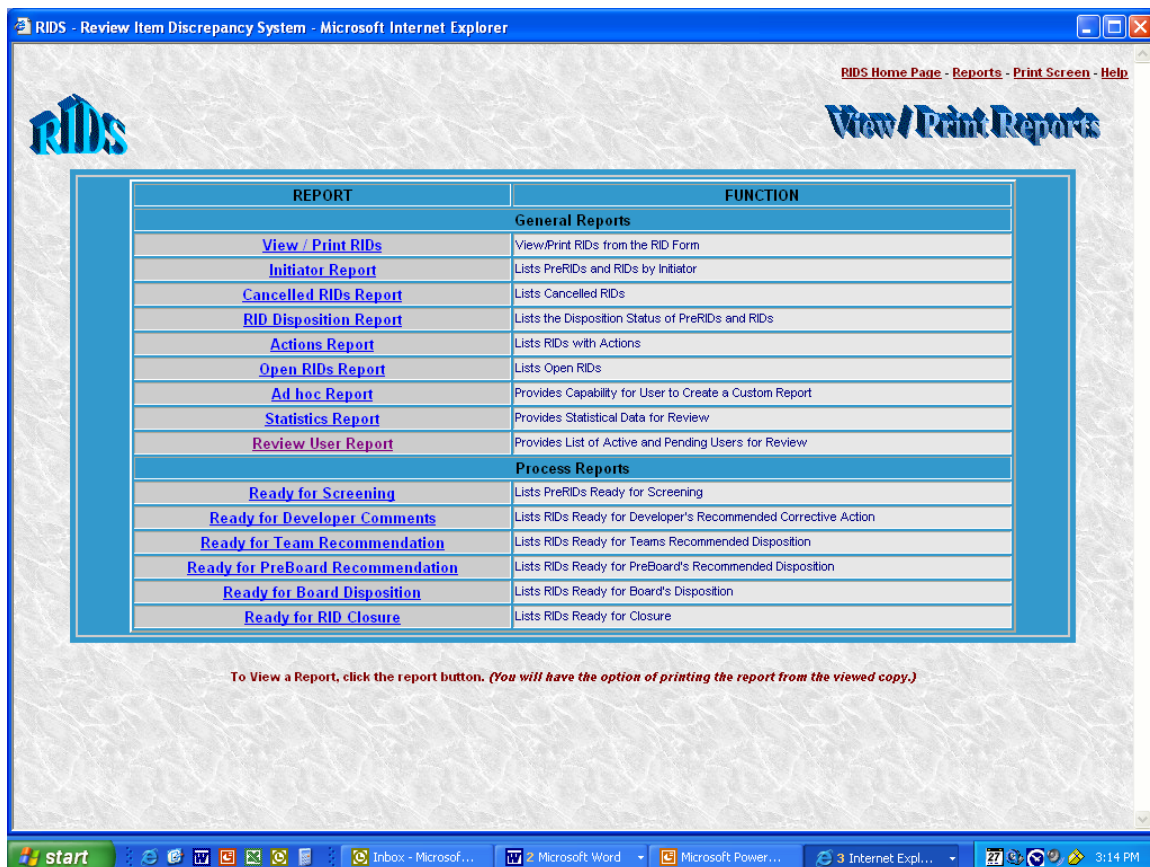 RIDS - Review Item Discrepancy System - Microsoft Internet Explorer
RIDS Home Page - Reports - Print Screen - Help
RIDS
View / Print Reports
REPORT FUNCTION
General Reports
View / Print RIDs View/Print RIDs from the RID Form
Initiator Report Lists PreRIDs and RIDs by Initiator
Cancelled RIDs Report Lists Cancelled RIDs
RID Disposition Report Lists the Disposition Status of PreRIDs and RIDs
Actions Report Lists RIDs with Actions
Open RIDs Report Lists Open RIDs
Ad hoc Report Provides Capability for User to Create a Custom Report
Statistics Report Provides Statistical Data for Review
Review User Report Provides List of Active and Pending Users for Review
Process Reports
Ready for Screening Lists PreRIDs Ready for Screening
Ready for Developer Comments Lists RIDs Ready for Developer's Recommended Corrective Action
Ready for Team Recommendation Lists RIDs Ready for Teams Recommended Disposition
Ready for PreBoard Recommendation Lists RIDs Ready for PreBoard's Recommended Disposition
Ready for Board Disposition Lists RIDs Ready for Board's Disposition
Ready for RID Closure Lists RIDs Ready for Closure
To View a Report, click the report button. (You will have the option of printing the report from the viewed copy.)
start Inbox - Microsof... 2 Microsoft Word Microsoft Power... 3 Internet Expl... 27 3:14 PM